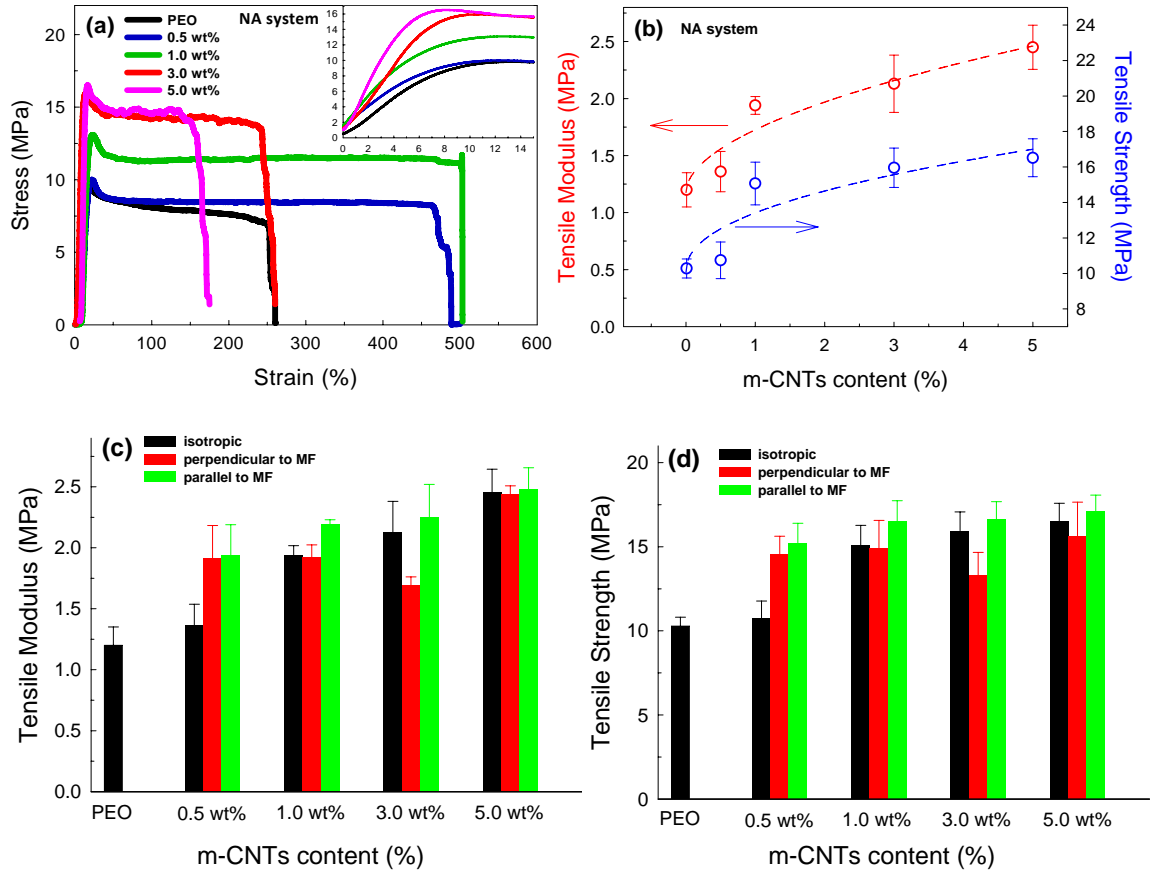 (a)
PEO
0.5 wt%
1.0 wt%
3.0 wt%
5.0 wt%
NA system
16
14
12
10
8
6
4
2
0
0 2 4 6 8 10 12 14
20
15
10
5
0
Stress (MPa)
0 100 200 300 400 500 600
Strain (%)
(b)
NA system
2.5
2.0
1.5
1.0
0.5
0.0
Tensile Modulus (MPa)
24
22
20
18
16
14
12
10
8
Tensile Strength (MPa)
0 1 2 3 4 5
m-CNTs content (%)
(c)
isotropic
perpendicular to MF
parallel to MF
2.5
2.0
1.5
1.0
0.5
0.0
Tensile Modulus (MPa)
PEO 0.5 wt% 1.0 wt% 3.0 wt% 5.0 wt%
m-CNTs content (%)
(d)
isotropic
perpendicular to MF
parallel to MF
20
15
10
5
0
Tensile Strength (MPa)
PEO 0.5 wt% 1.0 wt% 3.0 wt% 5.0 wt%
m-CNTs content (%)